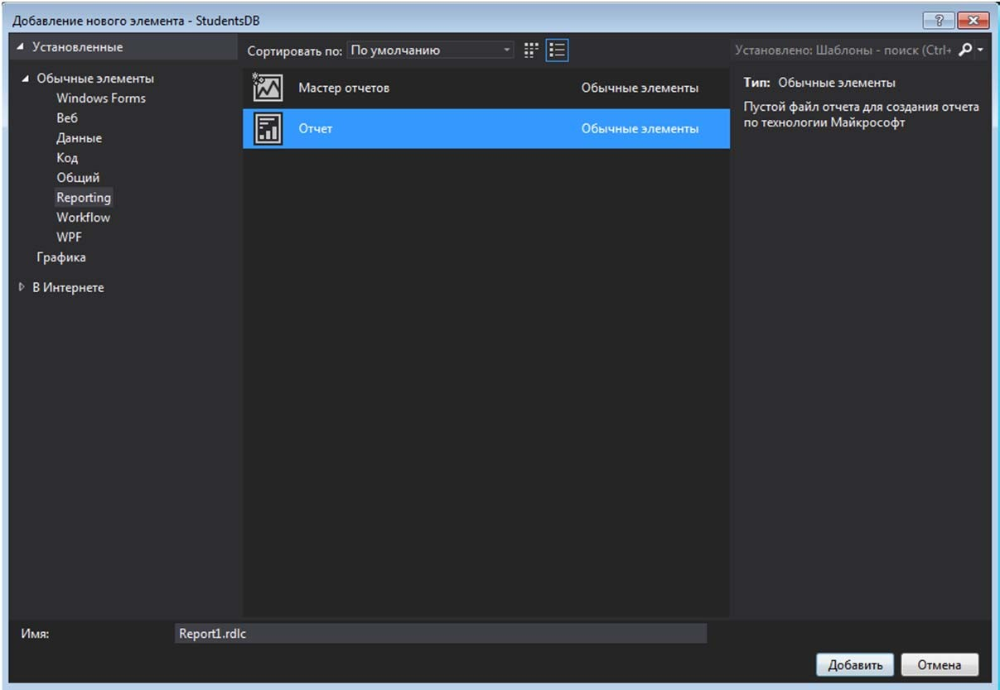 Добавление нового элемента - StudentsDB
?
Установленные
Обычные элементы
Windows Forms
Веб
Данные
Код
Общий
Reporting
Workflow
WPF
Графика
В Интернете
Сортировать по: По умолчанию
Мастер отчетов Обычные элементы
Отчет Обычные элементы
Установлено: Шаблоны - поиск (Ctrl+
Тип: Обычные элементы
Пустой файл отчета для создания отчета
по технологии Майкрософт
Имя: Report1.rdlc
Добавить Отмена